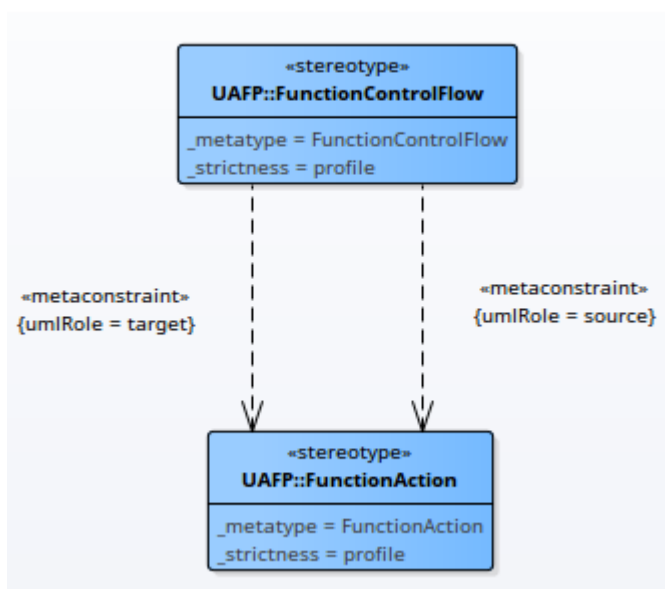 «stereotype»
UAFP::FunctionControlFlow
_metatype = FunctionControlFlow
_strictness = profile
«metaconstraint»
{umlRole = target}
«metaconstraint»
{umlRole = source}
«stereotype»
UAFP::FunctionAction
_metatype = FunctionAction
_strictness = profile